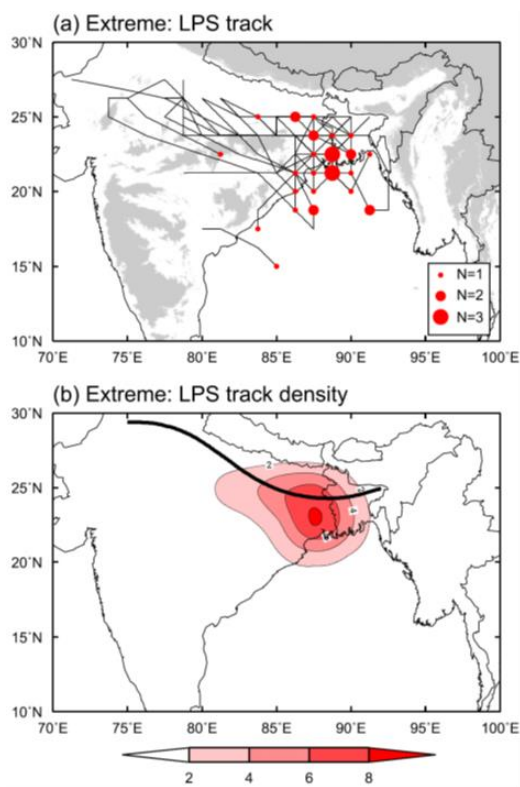 (a) Extreme: LPS track
30˚N
25˚N
20˚N
15˚N
10˚N
N=1
N=2
N=3
70˚E 75˚E 80˚E 85˚E 90˚E 95˚E 100˚E
(b) Extreme: LPS track density
30˚N
25˚N
20˚N
15˚N
10˚N
2
4
70˚E 75˚E 80˚E 85˚E 90˚E 95˚E 100˚E
2 4 6 8